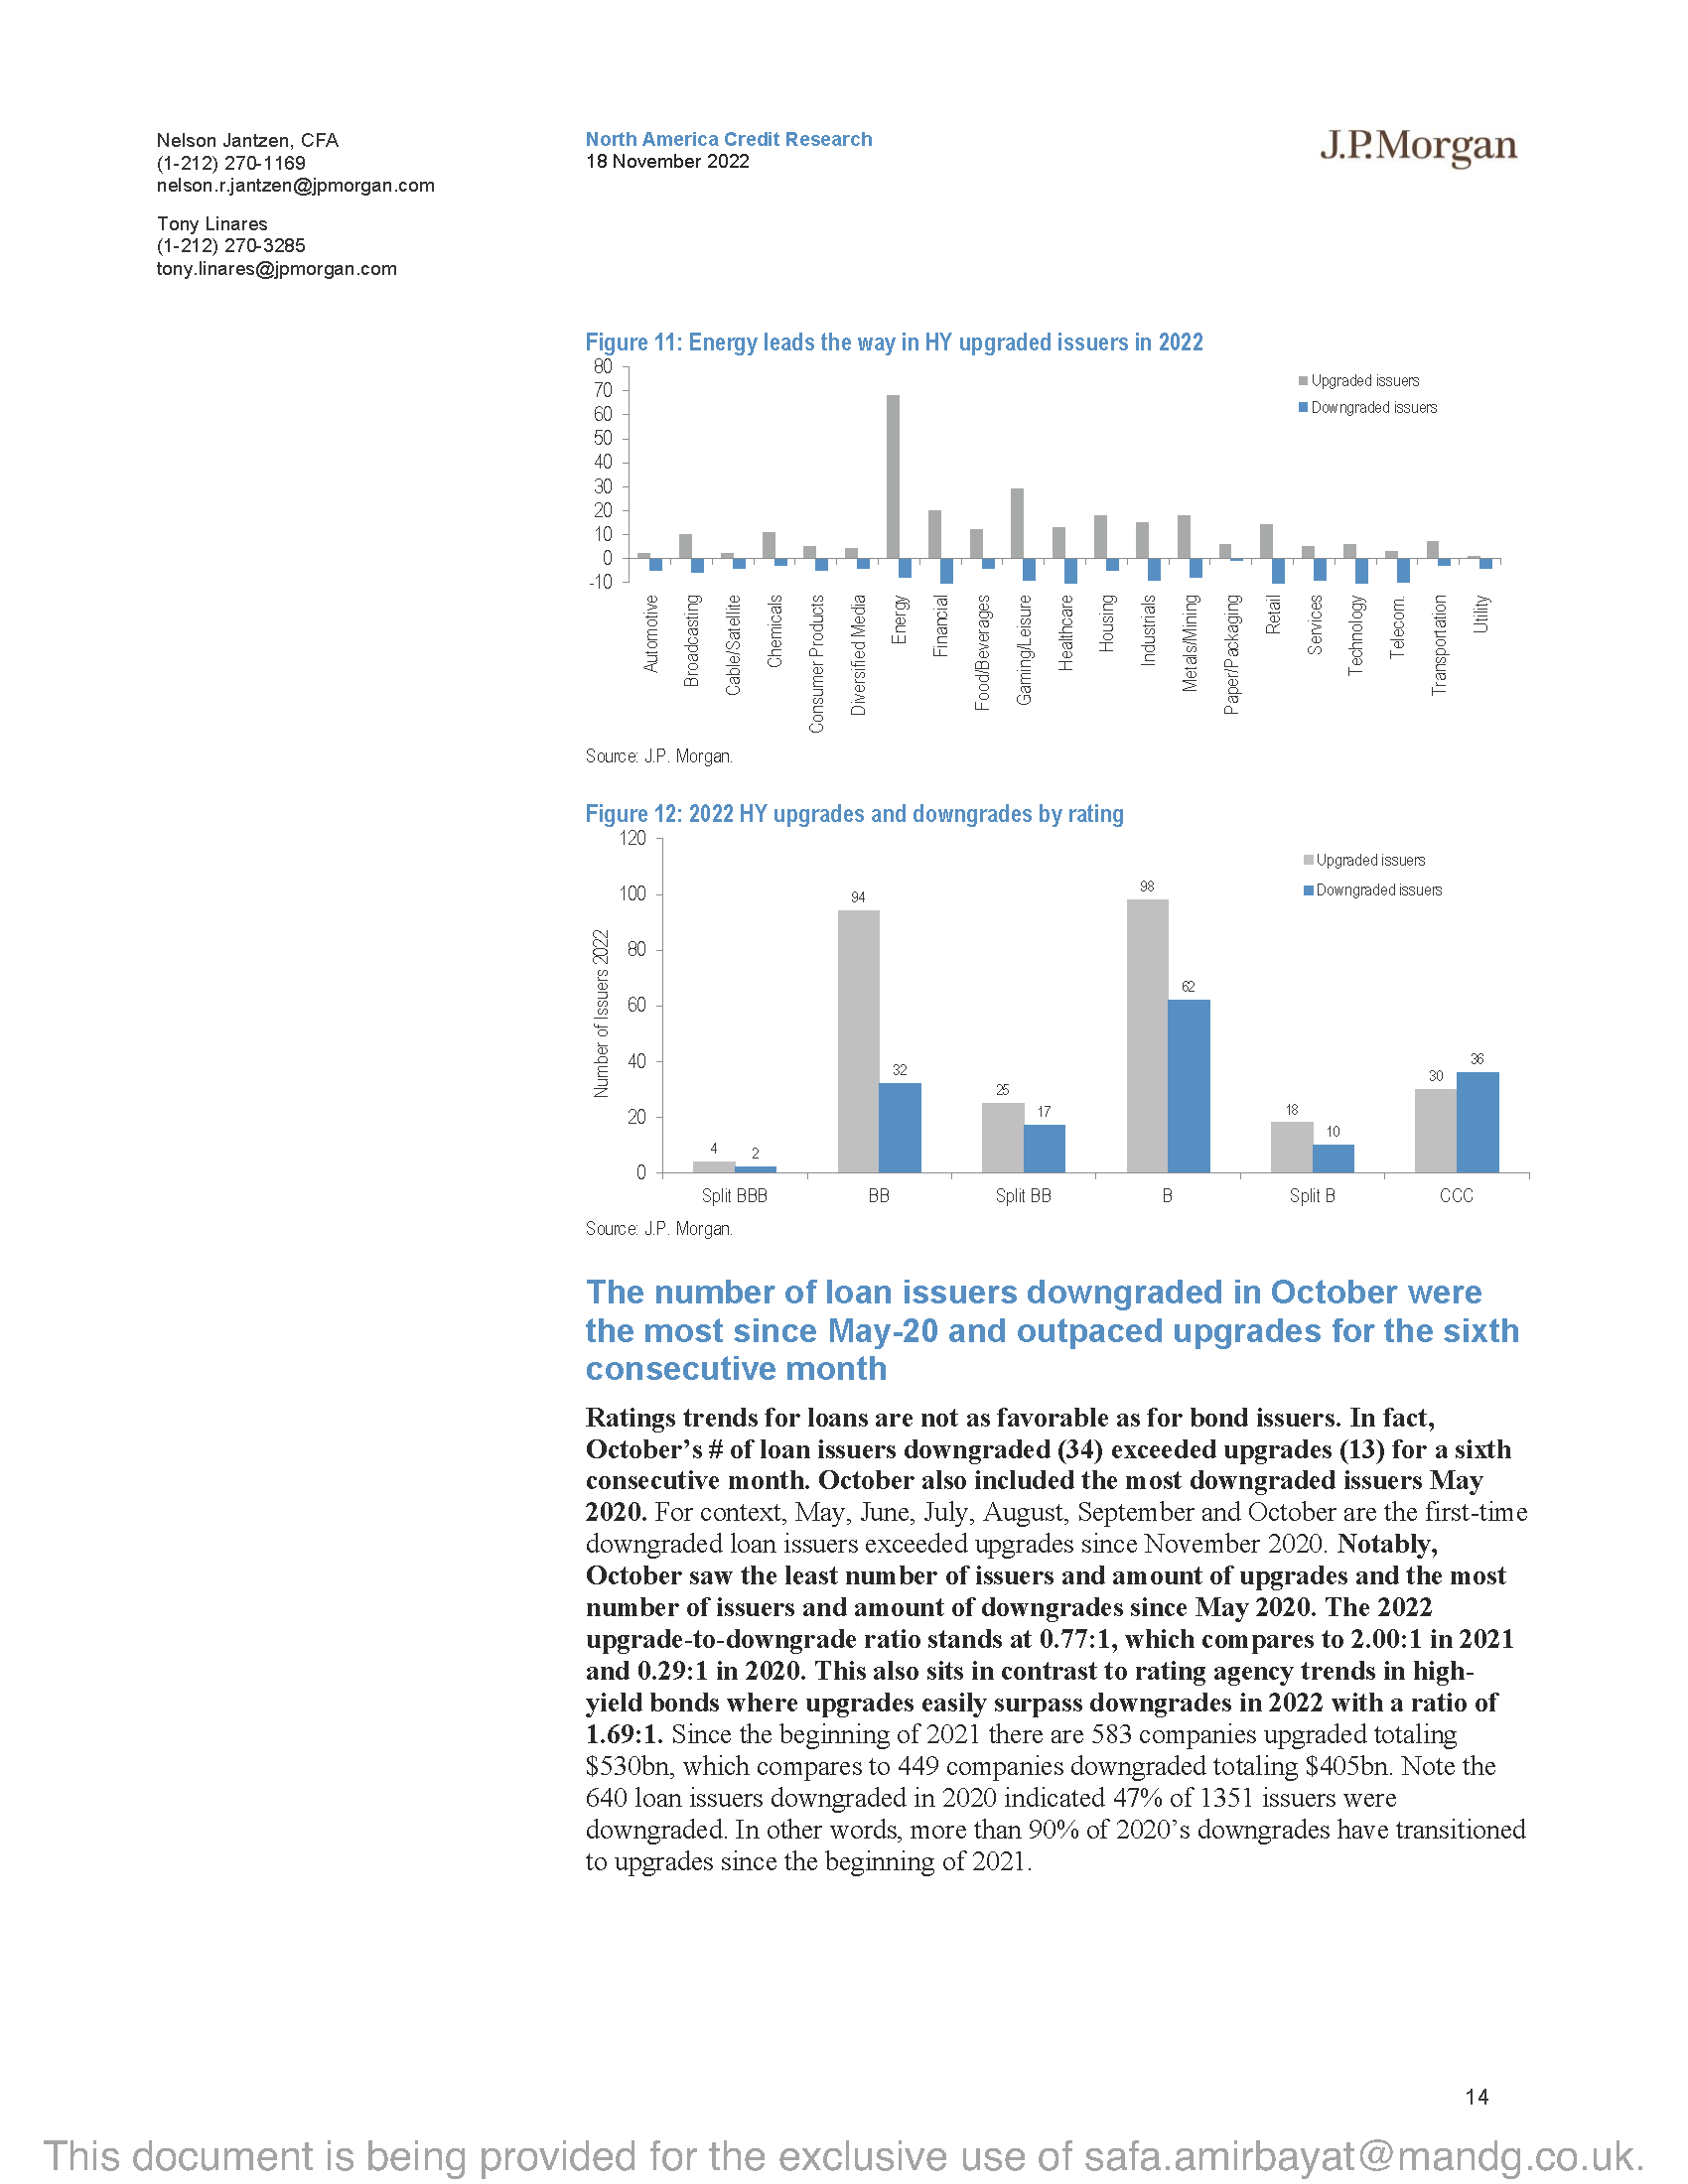 Nelson Jantzen, CFA
(1-212) 270-1169
nelson.r.jantzen@jpmorgan.com
Tony Linares
(1-212) 270-3285
tony.linares@jpmorgan.com
North America Credit Research
18 November 2022
J.P.Morgan
Figure 11: Energy leads the way in HY upgraded issuers in 2022
80
70
60
50
40
30
20
10
0
-10
Upgraded issuers
Downgraded issuers
Automotive
Broadcasting
Cable/Satellite
Chemicals
Consumer Products
Diversified Media
Energy
Financial
Food/Beverages
Gaming/Leisure
Healthcare
Housing
Industrials
Metals/Mining
Paper/Packaging
Retail
Services
Technology
Telecom.
Transportation
Utility
Source: J.P. Morgan.
Figure 12: 2022 HY upgrades and downgrades by rating
Number of Issuers 2022
120
100
80
60
40
20
0
Upgraded issuers
Downgraded issuers
4
2
94
32
25
17
98
62
18
10
30
36
Split BBB
BB
Split BB
B
Split B
CCC
Source: J.P. Morgan.
The number of loan issuers downgraded in October were
the most since May-20 and outpaced upgrades for the sixth
consecutive month
Ratings trends for loans are not as favorable as for bond issuers. In fact,
October’s # of loan issuers downgraded (34) exceeded upgrades (13) for a sixth
consecutive month. October also included the most downgraded issuers May
2020. For context, May, June, July, August, September and October are the first-time
downgraded loan issuers exceeded upgrades since November 2020. Notably,
October saw the least number of issuers and amount of upgrades and the most
number of issuers and amount of downgrades since May 2020. The 2022
upgrade-to-downgrade ratio stands at 0.77:1, which compares to 2.00:1 in 2021
and 0.29:1 in 2020. This also sits in contrast to rating agency trends in high-
yield bonds where upgrades easily surpass downgrades in 2022 with a ratio of
1.69:1. Since the beginning of 2021 there are 583 companies upgraded totaling
$530bn, which compares to 449 companies downgraded totaling $405bn. Note the
640 loan issuers downgraded in 2020 indicated 47% of 1351 issuers were
downgraded. In other words, more than 90% of 2020’s downgrades have transitioned
to upgrades since the beginning of 2021.
14
This document is being provided for the exclusive use of safa.amirbayat@mandg.co.uk.